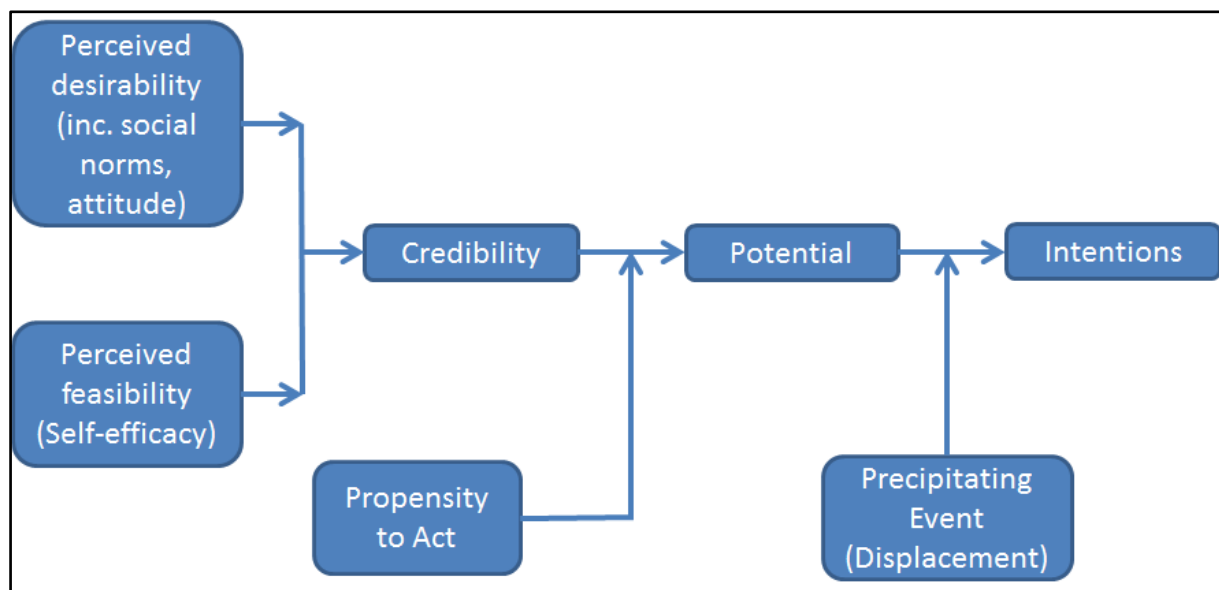 Perceived
desirability
(inc. social
norms,
attitude)
Credibility
Potential
Intentions
Perceived
feasibility
(Self-efficacy)
Propensity
to Act
Precipitating
Event
(Displacement)